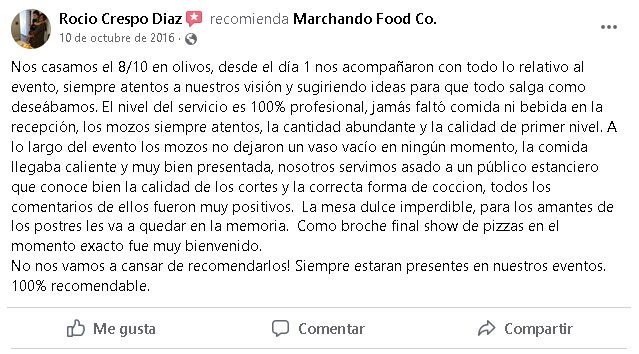 Rocio Crespo Diaz recomienda Marchando Food Co.
10 de octubre de 2016 ·
Nos casamos el 8/10 en olivos, desde el día 1 nos acompañaron con todo lo relativo al
evento, siempre atentos a nuestros visión y sugiriendo ideas para que todo salga como
deseábamos. El nivel del servicio es 100% profesional, jamás faltó comida ni bebida en la
recepción, los mozos siempre atentos, la cantidad abundante y la calidad de primer nivel. A
lo largo del evento los mozos no dejaron un vaso vacío en ningún momento, la comida
llegaba caliente y muy bien presentada, nosotros servimos asado a un público estanciero
que conoce bien la calidad de los cortes y la correcta forma de coccion, todos los
comentarios de ellos fueron muy positivos. La mesa dulce imperdible, para los amantes de
los postres les va a quedar en la memoria. Como broche final show de pizzas en el
momento exacto fue muy bienvenido.
No nos vamos a cansar de recomendarlos! Siempre estaran presentes en nuestros eventos.
100% recomendable.
Me gusta Comentar Compartir